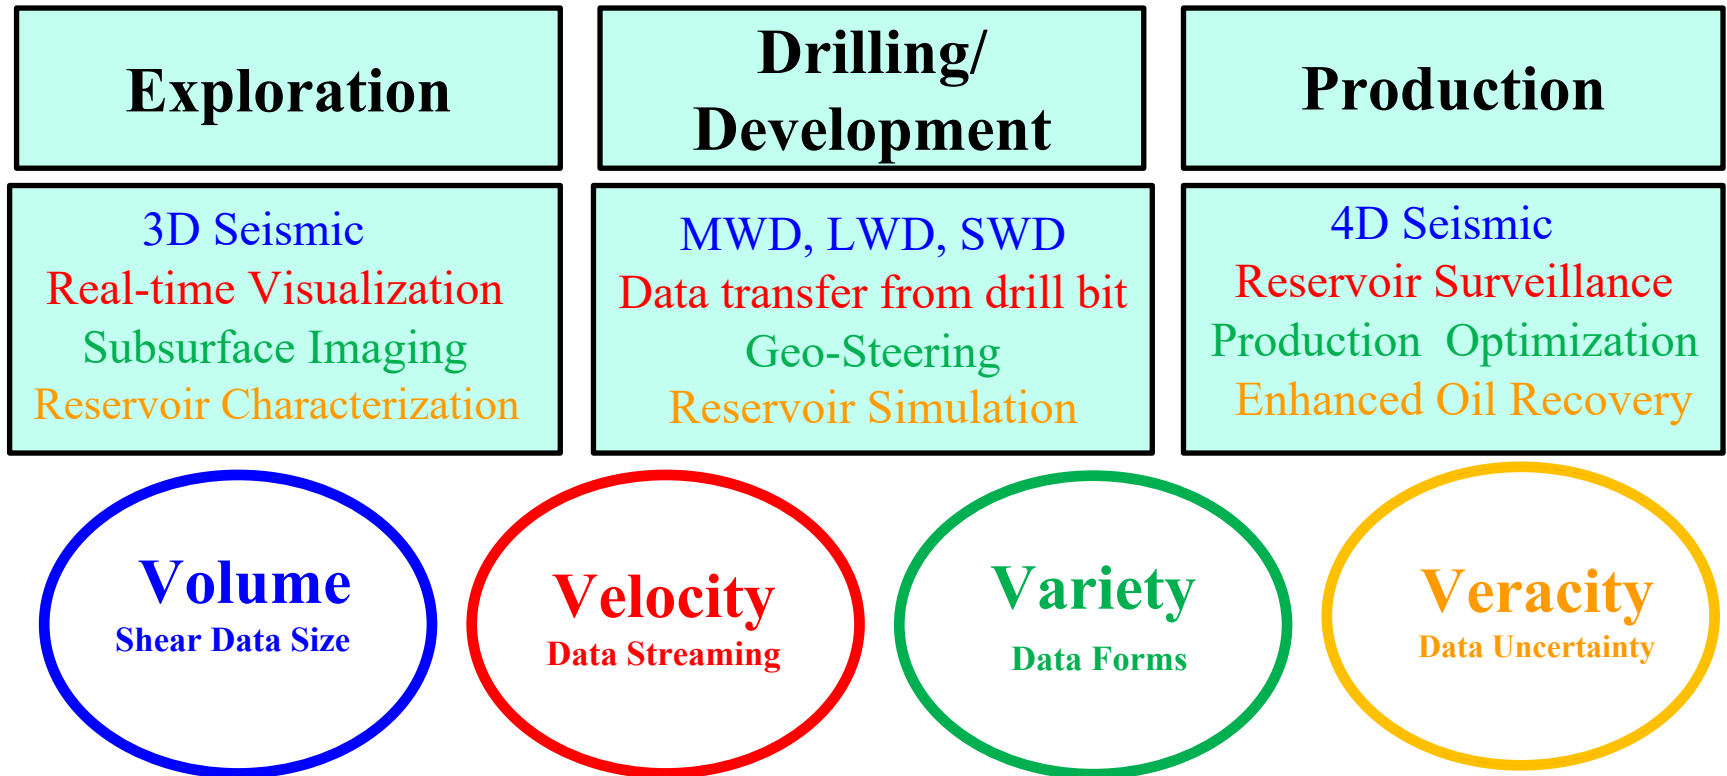 Exploration
Drilling/
Development
Production
3D Seismic
Real-time Visualization
Subsurface Imaging
Reservoir Characterization
MWD, LWD, SWD
Data transfer from drill bit
Geo-Steering
Reservoir Simulation
4D Seismic
Reservoir Surveillance
Production Optimization
Enhanced Oil Recovery
Volume
Shear Data Size
Velocity
Data Streaming
Variety
Data Forms
Veracity
Data Uncertainty